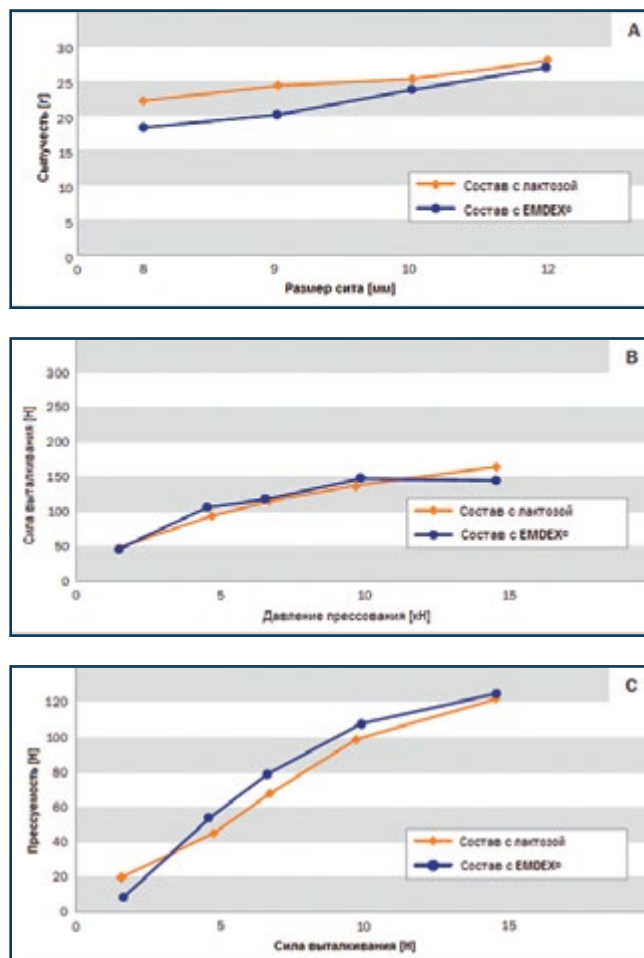 A
30
25
20
15
10
5
0
Сыпучесть [г]
Состав с лактозой
Состав с EMDEX®
0 8 9 10 12
Размер сита [мм]
B
300
250
200
150
100
50
0
Сила выталкивания [Н]
Состав с лактозой
Состав с EMDEX®
0 5 10 15
Давление прессования [кН]
C
120
100
80
60
40
20
0
Прессуемость [Н]
Состав с лактозой
Состав с EMDEX®
0 5 10 15
Сила выталкивания [Н]